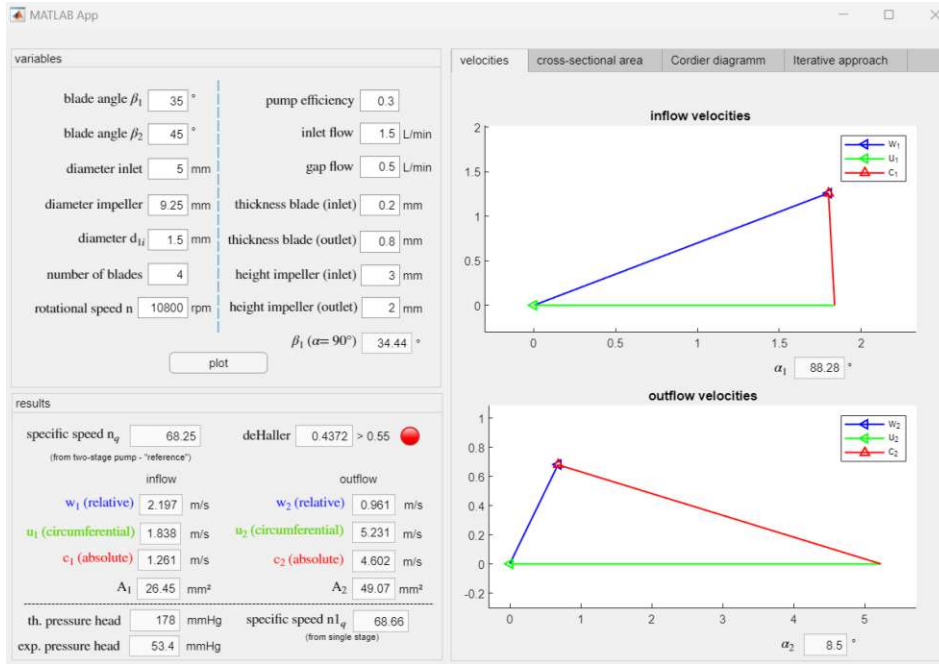 MATLAB App
variables
blade angle β1 35 °
blade angle β2 45 °
diameter inlet 5 mm
diameter impeller 9.25 mm
diameter d1i 1.5 mm
number of blades 4
rotational speed n 10800 rpm
pump efficiency 0.3
inlet flow 1.5 L/min
gap flow 0.5 L/min
thickness blade (inlet) 0.2 mm
thickness blade (outlet) 0.8 mm
height impeller (inlet) 3 mm
height impeller (outlet) 2 mm
β1 (α= 90°) 34.44 °
plot
results
specific speed nq 68.25 deHaller 0.4372 > 0.55
(from two-stage pump - "reference")
inflow outflow
w1 (relative) 2.197 m/s w2 (relative) 0.961 m/s
u1 (circumferential) 1.838 m/s u2 (circumferential) 5.231 m/s
c1 (absolute) 1.261 m/s c2 (absolute) 4.602 m/s
A1 26.45 mm² A2 49.07 mm²
th. pressure head 178 mmHg specific speed n1q 68.66
(from single stage)
exp. pressure head 53.4 mmHg
velocities cross-sectional area Cordier diagramm Iterative approach
inflow velocities
2
1.5
1
0.5
0
0 0.5 1 1.5 2
w1
u1
c1
α1 88.28 °
outflow velocities
1
0.8
0.6
0.4
0.2
0
-0.2
0 1 2 3 4 5
w2
u2
c2
α2 8.5 °